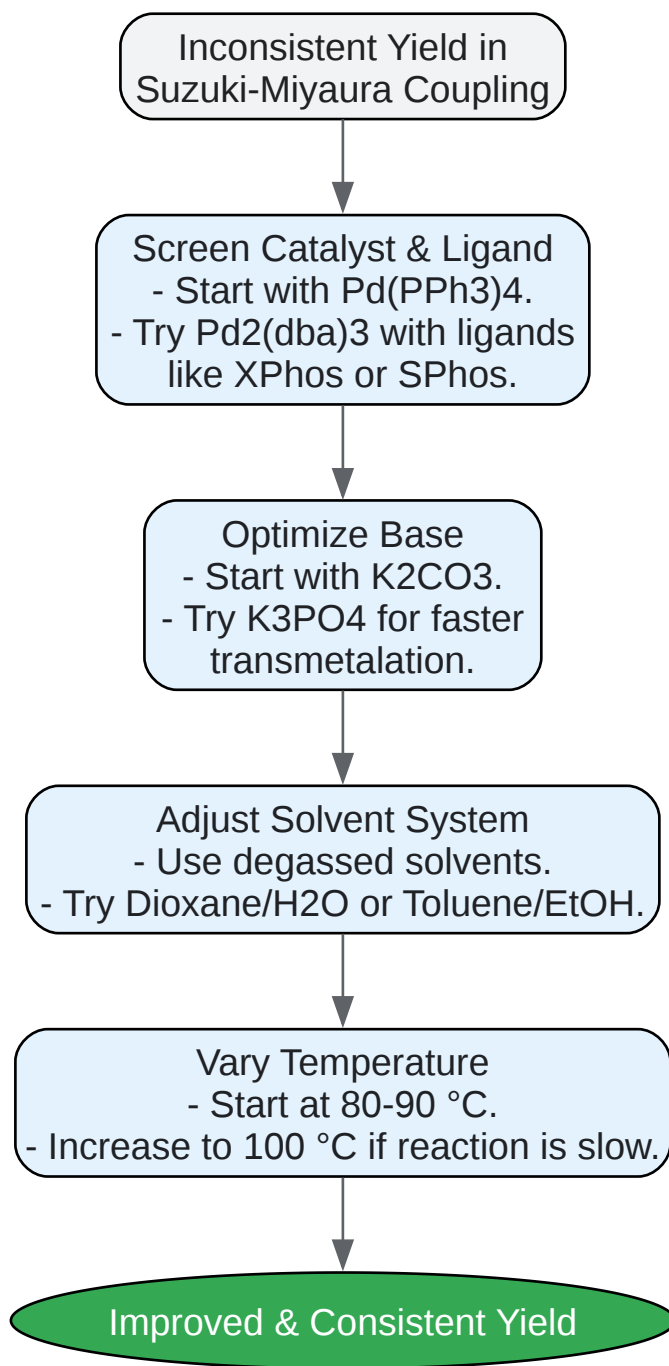 Inconsistent Yield in
Suzuki-Miyaura Coupling
Screen Catalyst & Ligand
- Start with Pd(PPh3)4.
- Try Pd2(dba)3 with ligands
like XPhos or SPhos.
Optimize Base
- Start with K2CO3.
- Try K3PO4 for faster
transmetalation.
Adjust Solvent System
- Use degassed solvents.
- Try Dioxane/H2O or Toluene/EtOH.
Vary Temperature
- Start at 80-90 °C.
- Increase to 100 °C if reaction is slow.
Improved & Consistent Yield